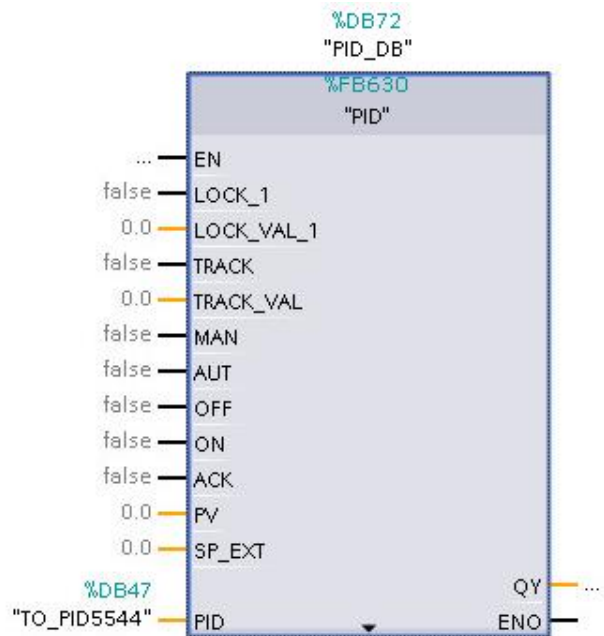 %DB72
"PID_DB"
%FB630
"PID"
... EN
false LOCK_1
0.0 LOCK_VAL_1
false TRACK
0.0 TRACK_VAL
false MAN
false AUT
false OFF
false ON
false ACK
0.0 PV
0.0 SP_EXT
QY ...
%DB47
"TO_PID5544" PID ENO